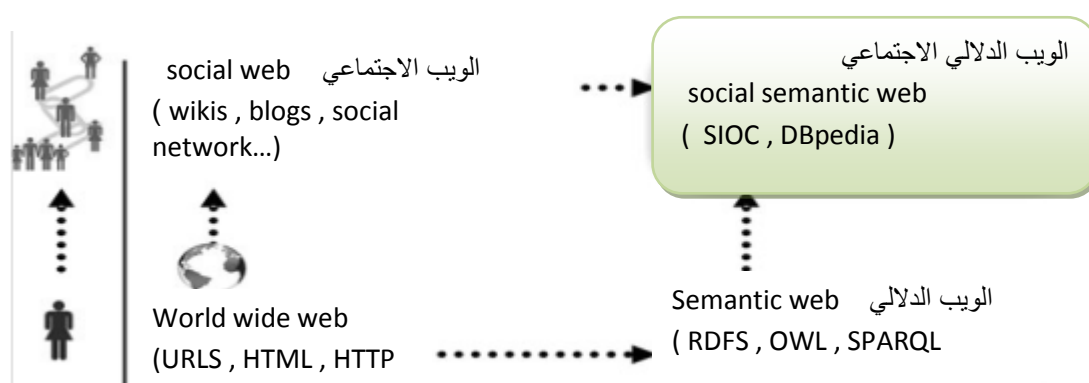 social web الويب الاجتماعي
( wikis , blogs , social
network…)
الويب الدلالي الاجتماعي
social semantic web
( SIOC , DBpedia )
World wide web
(URLS , HTML , HTTP
Semantic web الويب الدلالي
( RDFS , OWL , SPARQL